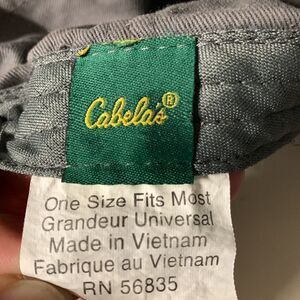 Cabela's®
One Size Fits Most
Grandeur Universal
Made in Vietnam
Fabrique au Vietnam
RN 56835